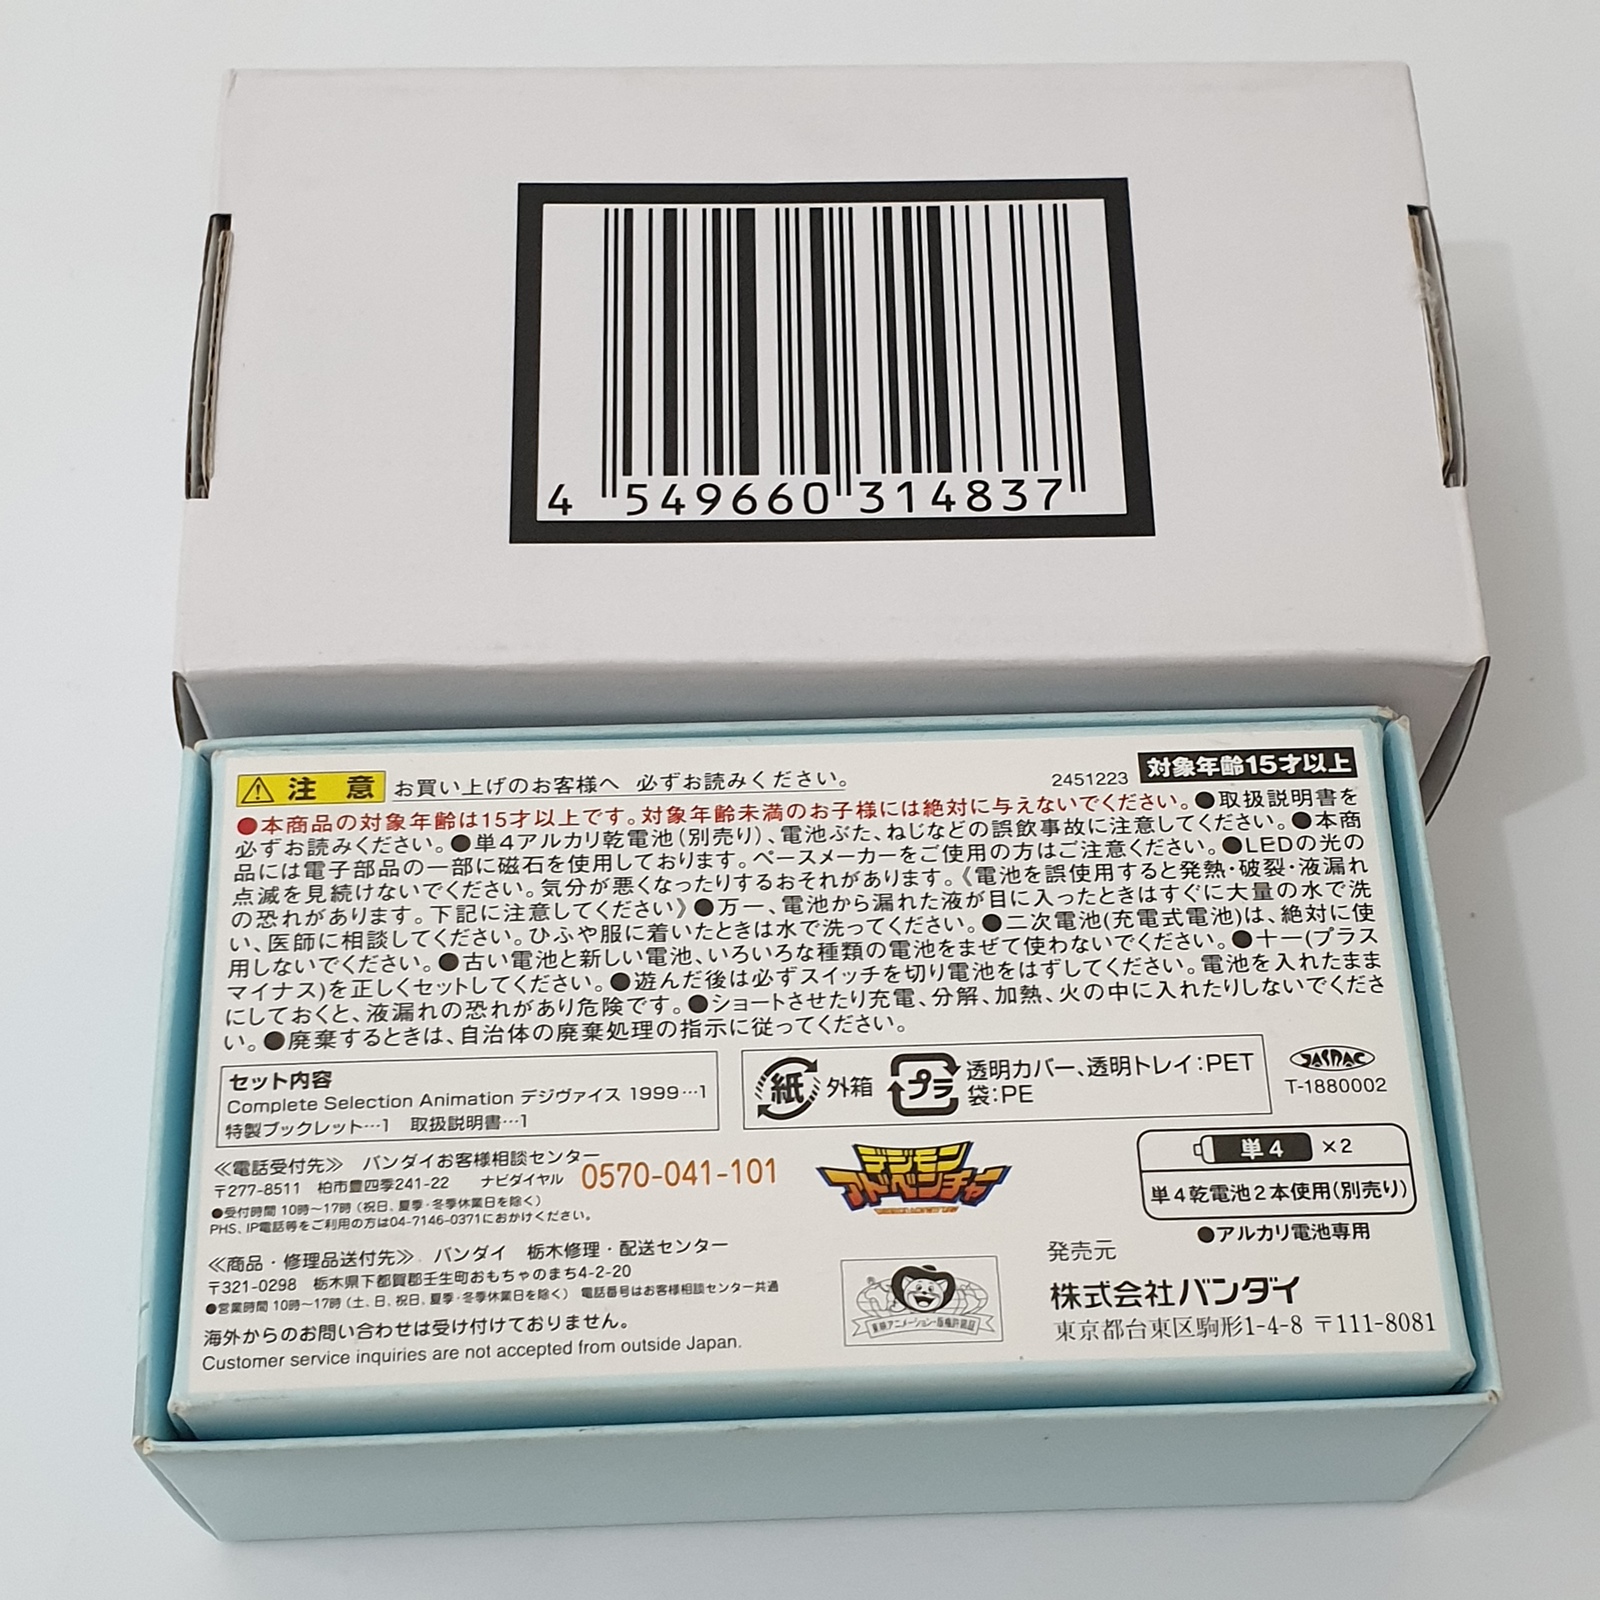 4 549660 314837
注意 お買い上げのお客様へ 必ずお読みください。
2451223
対象年齢15才以上
●本商品の対象年齢は15才以上です。対象年齢未満のお子様には絶対に与えないでください。●取扱説明書を
必ずお読みください。●単4アルカリ乾電池(別売り)、電池ぶた、ねじなどの誤飲事故に注意してください。●本商
品には電子部品の一部に磁石を使用しております。ペースメーカーをご使用の方はご注意ください。●LEDの光の
点滅を見続けないでください。気分が悪くなったりするおそれがあります。《電池を誤使用すると発熱・破裂・液漏れ
の恐れがあります。下記に注意してください》●万一、電池から漏れた液が目に入ったときはすぐに大量の水で洗
い、医師に相談してください。ひふや服に着いたときは水で洗ってください。●二次電池(充電式電池)は、絶対に使
用しないでください。●古い電池と新しい電池、いろいろな種類の電池をまぜて使わないでください。●＋－(プラス
マイナス)を正しくセットしてください。●遊んだ後は必ずスイッチを切り電池をはずしてください。電池を入れたまま
にしておくと、液漏れの恐れがあり危険です。●ショートさせたり充電、分解、加熱、火の中に入れたりしないでくださ
い。●廃棄するときは、自治体の廃棄処理の指示に従ってください。
セット内容
Complete Selection Animation デジヴァイス 1999…1
特製ブックレット…1 取扱説明書…1
紙 外箱 プラ 透明カバー、透明トレイ：PET
袋：PE
JASRAC
T-1880002
≪電話受付先≫ バンダイお客様相談センター
〒277-8511 柏市豊四季241-22 ナビダイヤル 0570-041-101
●受付時間 10時～17時（祝日、夏季・冬季休業日を除く）
PHS、IP電話等をご利用の方は04-7146-0371におかけください。
≪商品・修理品送付先≫ バンダイ 栃木修理・配送センター
〒321-0298 栃木県下都賀郡壬生町おもちゃのまち4-2-20
●営業時間 10時～17時（土、日、祝日、夏季・冬季休業日を除く） 電話番号はお客様相談センター共通
海外からのお問い合わせは受け付けておりません。
Customer service inquiries are not accepted from outside Japan.
デジモン
アドベンチャー
東映アニメーション・版権許諾証
単4 ×2
単4乾電池2本使用(別売り)
●アルカリ電池専用
発売元
株式会社バンダイ
東京都台東区駒形1-4-8 〒111-8081